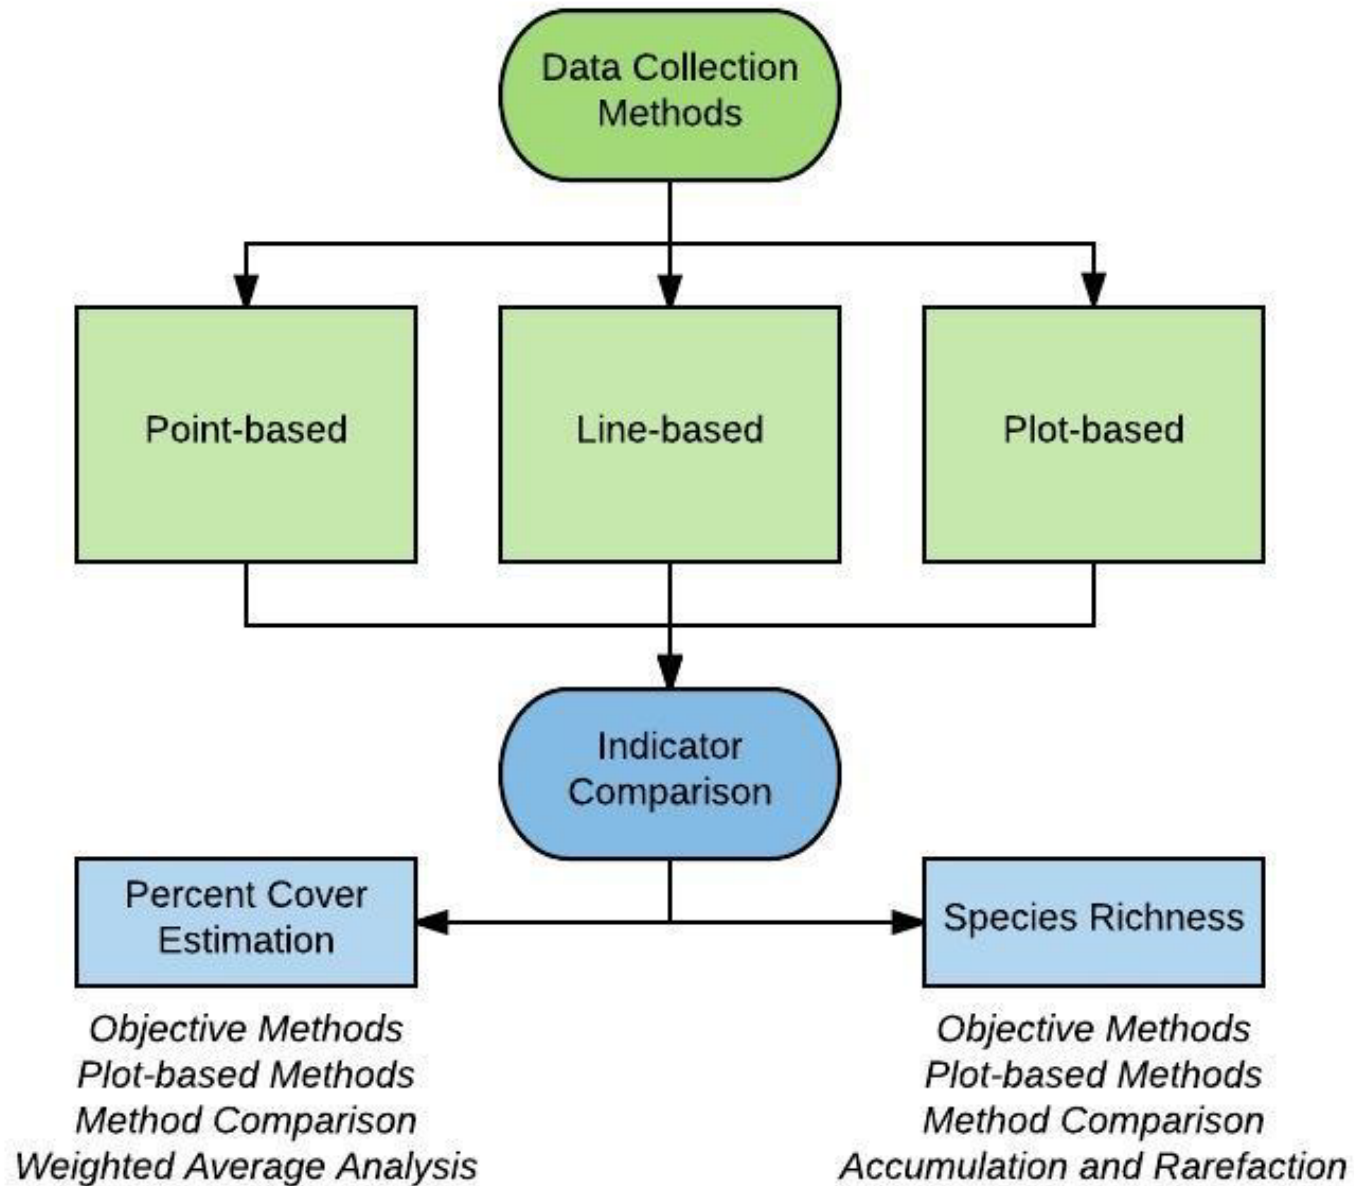 Data Collection
Methods
Point-based
Line-based
Plot-based
Indicator
Comparison
Percent Cover
Estimation
Species Richness
Objective Methods
Plot-based Methods
Method Comparison
Weighted Average Analysis
Objective Methods
Plot-based Methods
Method Comparison
Accumulation and Rarefaction